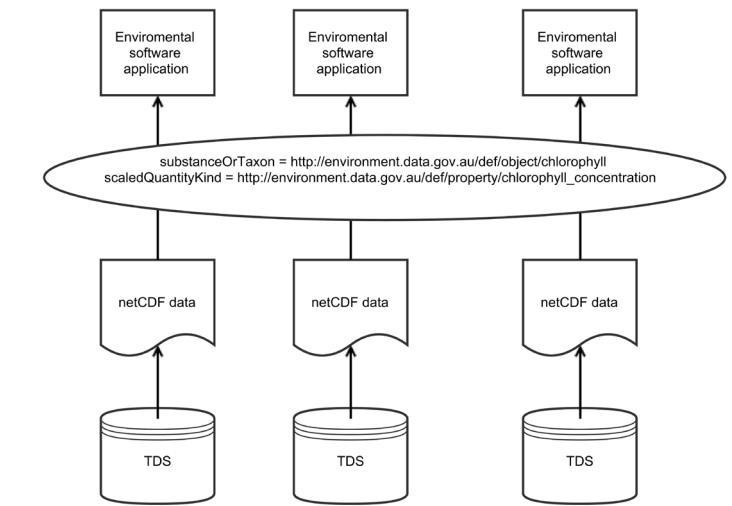 Enviromental
software
application
Enviromental
software
application
Enviromental
software
application
substanceOrTaxon = http://environment.data.gov.au/def/object/chlorophyll
scaledQuantityKind = http://environment.data.gov.au/def/property/chlorophyll_concentration
netCDF data
netCDF data
netCDF data
TDS
TDS
TDS